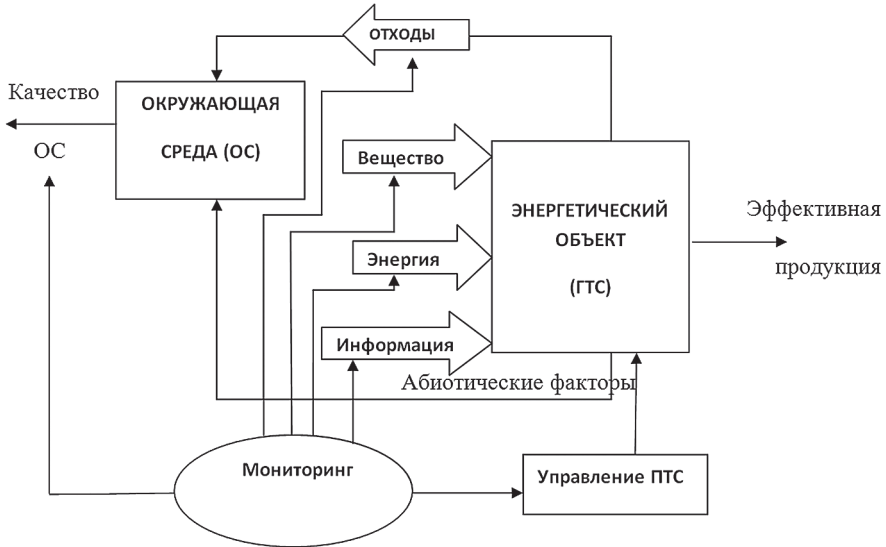 ОТХОДЫ
Качество
ОС
ОКРУЖАЮЩАЯ
СРЕДА (ОС)
Вещество
Энергия
Информация
ЭНЕРГЕТИЧЕСКИЙ
ОБЪЕКТ
(ГТС)
Эффективная
продукция
Абиотические факторы
Мониторинг
Управление ПТС